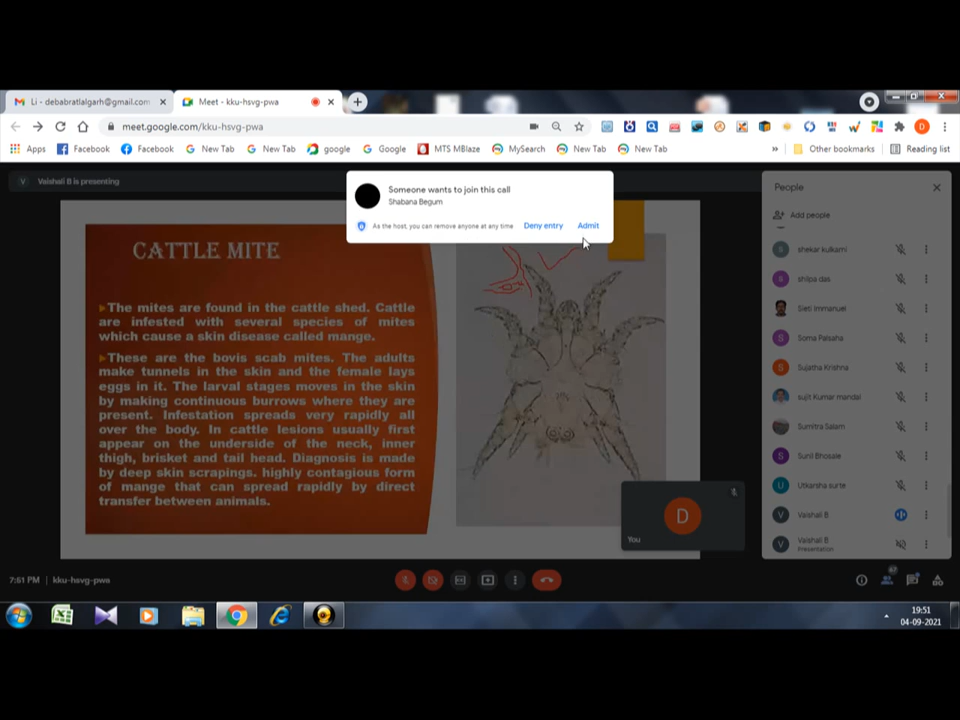 Li - debabratlalgarh@gmail.com
Meet - kku-hsvg-pwa
meet.google.com/kku-hsvg-pwa
D
Apps
Facebook
Facebook
New Tab
New Tab
google
Google
MTS MBlaze
MySearch
New Tab
New Tab
»
Other bookmarks
Reading list
V
Vaishali B is presenting
Someone wants to join this call
Shabana Begum
As the host, you can remove anyone at any time
Deny entry
Admit
CATTLE MITE
►The mites are found in the cattle shed. Cattle
are infested with several species of mites
which cause a skin disease called mange.
►These are the bovis scab mites. The adults
make tunnels in the skin and the female lays
eggs in it. The larval stages moves in the skin
by making continuous burrows where they are
present. Infestation spreads very rapidly all
over the body. In cattle lesions usually first
appear on the underside of the neck, inner
thigh, brisket and tail head. Diagnosis is made
by deep skin scrapings. highly contagious form
of mange that can spread rapidly by direct
transfer between animals.
D
You
People
Add people
S
shekar kulkarni
S
shilpa das
Sieti Immanuel
S
Soma Palsaha
S
Sujatha Krishna
sujit Kumar mandal
Sumitra Salam
S
Sunil Bhosale
U
Utkarsha surte
V
Vaishali B
V
Vaishali B
Presentation
7:51 PM | kku-hsvg-pwa
67
19:51
04-09-2021